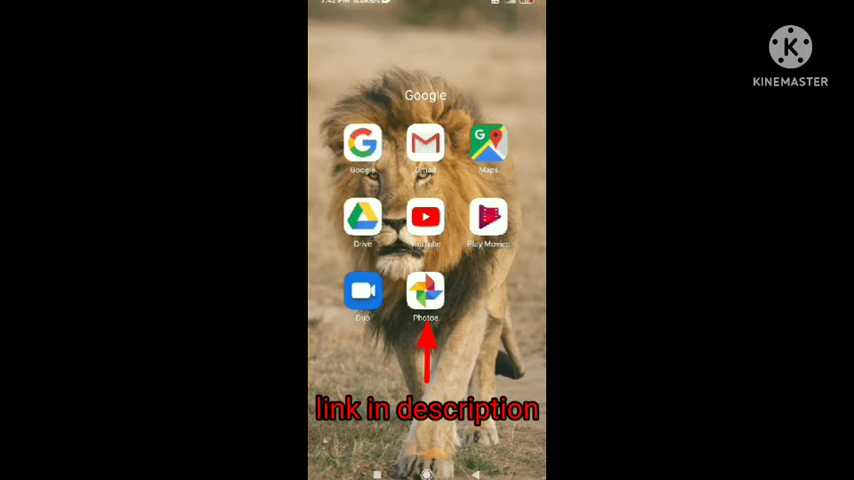 KINEMASTER
Google
G
Google Gmail Maps
Drive YouTube Play Movies
Duo Photos
link in description